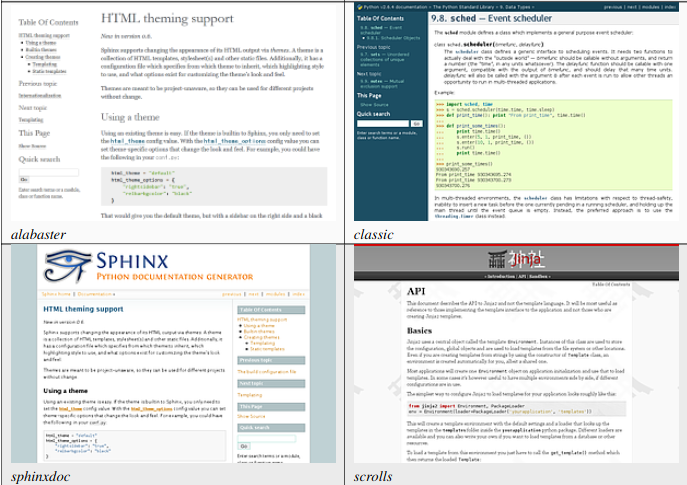 Table Of Contents
HTML theming support
Using a theme
Builtin themes
Creating themes
Templating
Static templates
Previous topic
Internationalization
Next topic
Templating
This Page
Show Source
Quick search
Go
Enter search terms or a module, class or function name.
HTML theming support
New in version 0.6.
Sphinx supports changing the appearance of its HTML output via themes. A theme is a
collection of HTML templates, stylesheet(s) and other static files. Additionally, it has a
configuration file which specifies from which theme to inherit, which highlighting style
to use, and what options exist for customizing the theme's look and feel.
Themes are meant to be project-unaware, so they can be used for different projects
without change.
Using a theme
Using an existing theme is easy. If the theme is builtin to Sphinx, you only need to set
the html_theme config value. With the html_theme_options config value you can
set theme-specific options that change the look and feel. For example, you could have
the following in your conf.py:
html_theme = "default"
html_theme_options = {
"rightsidebar": "true",
"relbarbgcolor": "black"
}
That would give you the default theme, but with a sidebar on the right side and a black
alabaster
Table Of Contents
9.8. sched — Event scheduler
9.8.1. Scheduler Objects
Previous topic
Next topic
This Page
Show Source
Quick search
Go
Enter search terms or a module, class or function name.
9.8. sched — Event scheduler
The sched module defines a class which implements a general purpose event scheduler:
class sched.scheduler(timefunc, delayfunc)
The scheduler class defines a generic interface to scheduling events. It needs two functions to
actually deal with the "outside world" — timefunc should be callable without arguments, and return
a number (the "time", in any units whatsoever). The delayfunc function should be callable with one
argument, compatible with the output of timefunc, and should delay that many time units.
delayfunc will also be called with the argument 0 after each event is run to allow other threads an
opportunity to run in multi-threaded applications.
Example:
>>> import sched, time
>>> s = sched.scheduler(time.time, time.sleep)
>>> def print_time(): print "From print_time", time.time()
...
>>> def print_some_times():
... print time.time()
... s.enter(5, 1, print_time, ())
... s.enter(10, 1, print_time, ())
... s.run()
... print time.time()
...
>>> print_some_times()
930343690.257
From print_time 930343695.274
From print_time 930343700.273
930343700.276
In multi-threaded environments, the scheduler class has limitations with respect to thread-safety,
inability to insert a new task before the one currently pending in a running scheduler, and holding up the
main thread until the event queue is empty. Instead, the preferred approach is to use the
threading.Timer class instead.
classic
SPHINX
PYTHON DOCUMENTATION GENERATOR
Sphinx home | Documentation »
previous | next | modules | index
HTML theming support
New in version 0.6.
Sphinx supports changing the appearance of its HTML output via themes. A
theme is a collection of HTML templates, stylesheet(s) and other static files. Additionally, it
has a configuration file which specifies from which theme to inherit, which
highlighting style to use, and what options exist for customizing the theme's look and
feel.
Themes are meant to be project-unaware, so they can be used for different projects
without change.
Using a theme
Using an existing theme is easy. If the theme is builtin to Sphinx, you only need to
set the html_theme config value. With the html_theme_options config value you can set
theme-specific options that change the look and feel. For example, you could have
the following in your conf.py:
html_theme = "default"
html_theme_options = {
"rightsidebar": "true",
"relbarbgcolor": "black"
Table Of Contents
HTML theming support
Using a theme
Builtin themes
Creating themes
Templating
Static templates
Previous topic
The build configuration file
Next topic
Templating
This Page
Show Source
Quick search
Go
Enter search terms or a module,
sphinxdoc
Jinja
» Introduction | API | Sandbox »
Table Of Contents
API
This document describes the API to Jinja2 and not the template language. It will be most useful as
reference to those implementing the template interface to the application and not those who are
creating Jinja2 templates.
Basics
Jinja2 uses a central object called the template Environment. Instances of this class are used to store
the configuration, global objects and are used to load templates from the file system or other locations.
Even if you are creating templates from strings by using the constructor of Template class, an
environment is created automatically for you, albeit a shared one.
Most applications will create one Environment object on application initialization and use that to load
templates. In some cases it's however useful to have multiple environments side by side, if different
configurations are in use.
The simplest way to configure Jinja2 to load templates for your application looks roughly like this:
from jinja2 import Environment, PackageLoader
env = Environment(loader=PackageLoader('yourapplication', 'templates'))
This will create a template environment with the default settings and a loader that looks up the
templates in the templates folder inside the yourapplication python package. Different loaders are
available and you can also write your own if you want to load templates from a database or other
resources.
To load a template from this environment you just have to call the get_template() method which
then returns the loaded Template:
scrolls